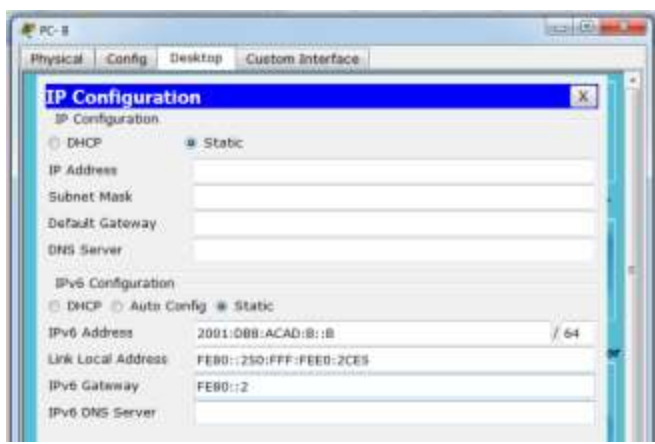 PC- B
Physical Config Desktop Custom Interface
IP Configuration X
IP Configuration
DHCP Static
IP Address
Subnet Mask
Default Gateway
DNS Server
IPv6 Configuration
DHCP Auto Config Static
IPv6 Address 2001:DB8:ACAD:B::B / 64
Link Local Address FE80::250:FFF:FEE0:2CE5
IPv6 Gateway FE80::2
IPv6 DNS Server